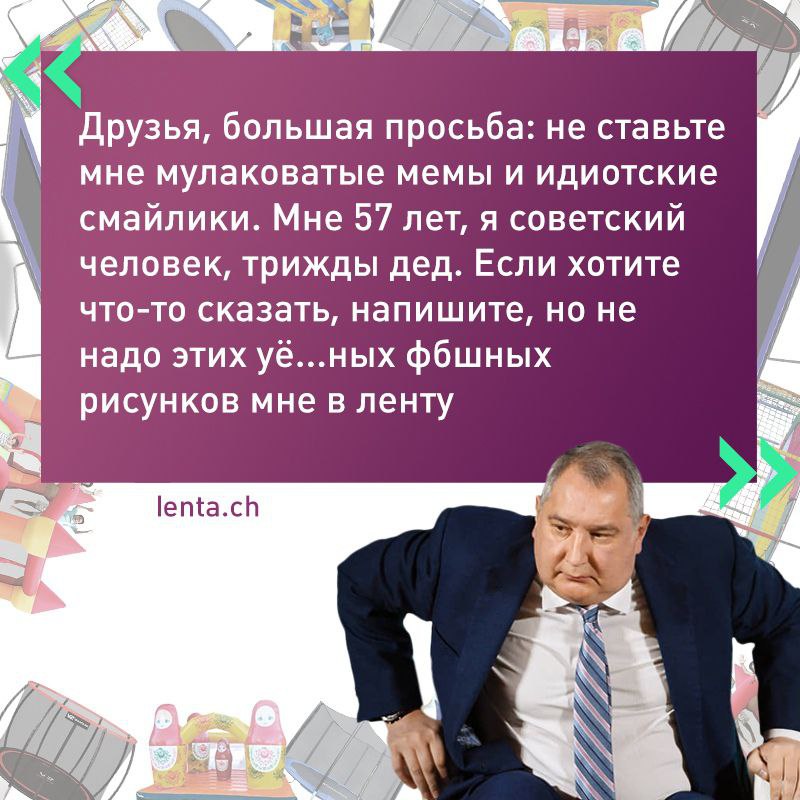 Друзья, большая просьба: не ставьте
мне мулаковатые мемы и идиотские
смайлики. Мне 57 лет, я советский
человек, трижды дед. Если хотите
что-то сказать, напишите, но не
надо этих уё...ных фбшных
рисунков мне в ленту
lenta.ch